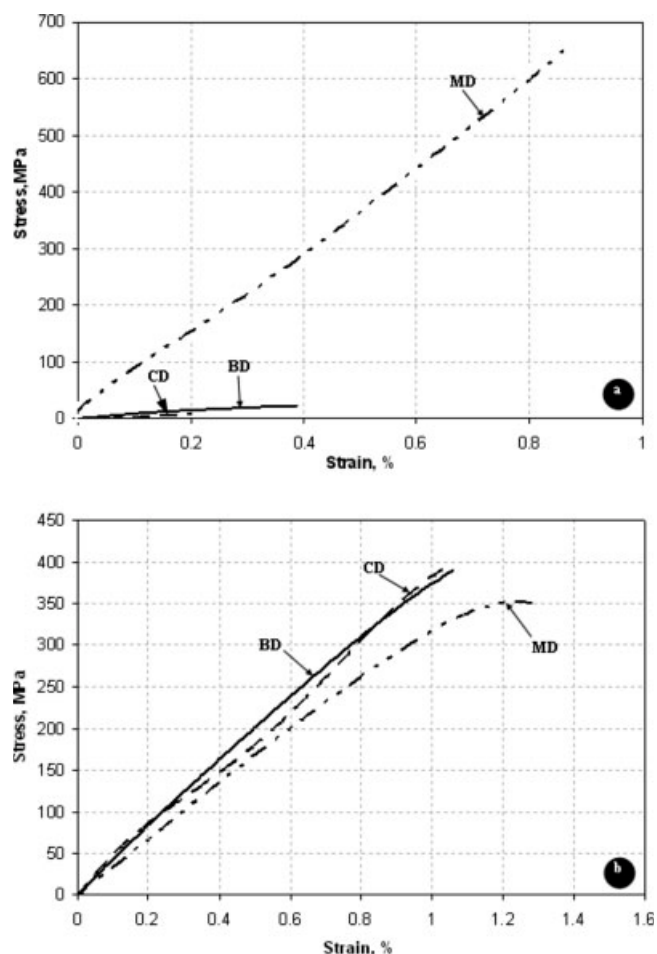 700
600
500
400
300
200
100
0
Stress,MPa
MD
CD
BD
a
0 0.2 0.4 0.6 0.8 1
Strain, %
450
400
350
300
250
200
150
100
50
0
Stress, MPa
CD
BD
MD
b
0 0.2 0.4 0.6 0.8 1 1.2 1.4 1.6
Strain, %